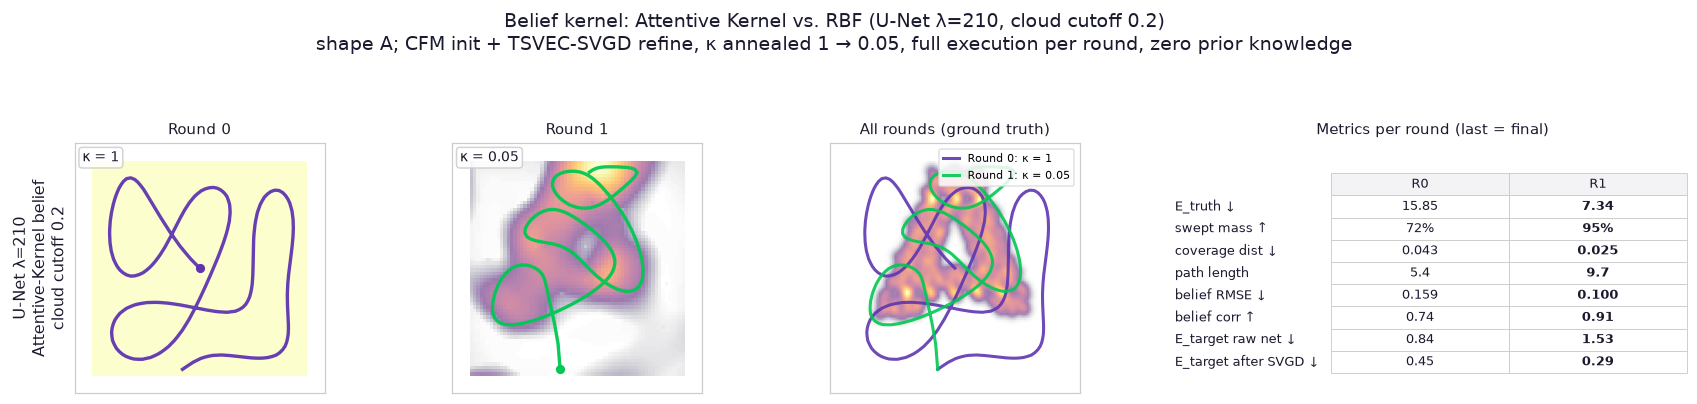 Belief kernel: Attentive Kernel vs. RBF (U-Net λ=210, cloud cutoff 0.2)
shape A; CFM init + TSVEC-SVGD refine, κ annealed 1 → 0.05, full execution per round, zero prior knowledge
U-Net λ=210
Attentive-Kernel belief
cloud cutoff 0.2
Round 0
κ = 1
Round 1
κ = 0.05
All rounds (ground truth)
Round 0: κ = 1
Round 1: κ = 0.05
Metrics per round (last = final)
R0 R1
E_truth ↓ 15.85 7.34
swept mass ↑ 72% 95%
coverage dist ↓ 0.043 0.025
path length 5.4 9.7
belief RMSE ↓ 0.159 0.100
belief corr ↑ 0.74 0.91
E_target raw net ↓ 0.84 1.53
E_target after SVGD ↓ 0.45 0.29